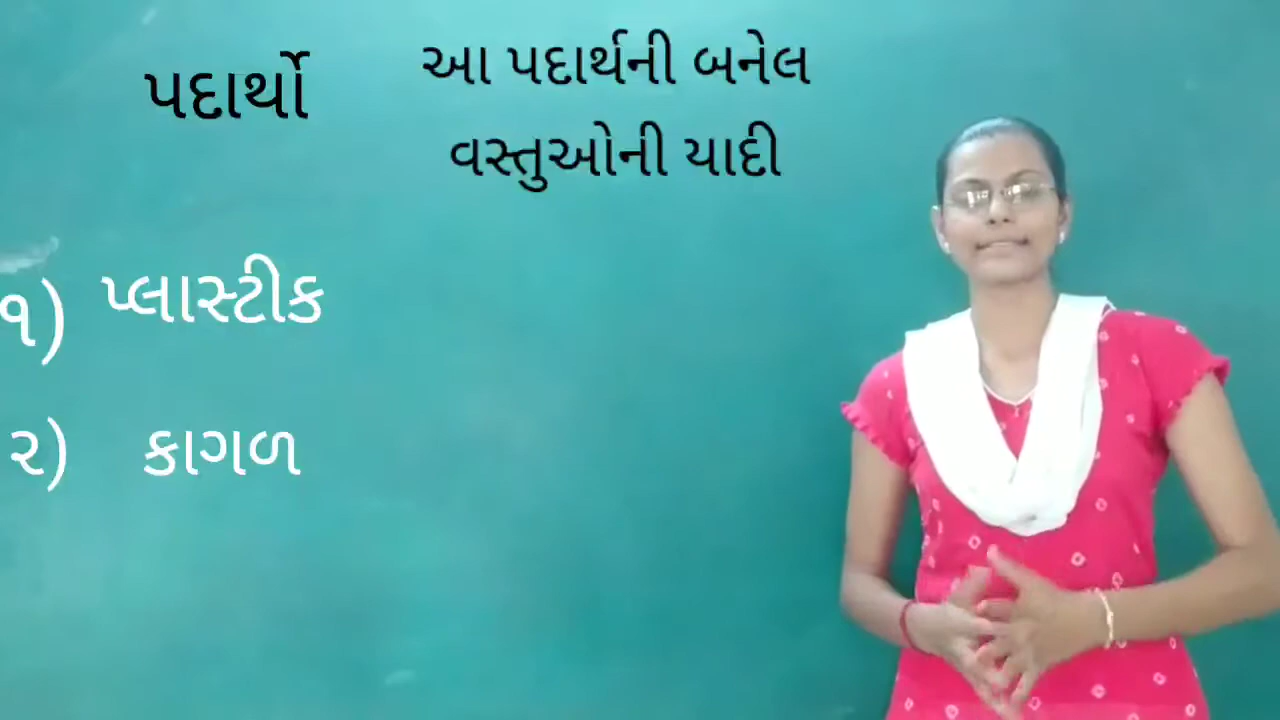 પદાર્થો
આ પદાર્થની બનેલ
વસ્તુઓની યાદી
૧) પ્લાસ્ટીક
૨) કાગળ